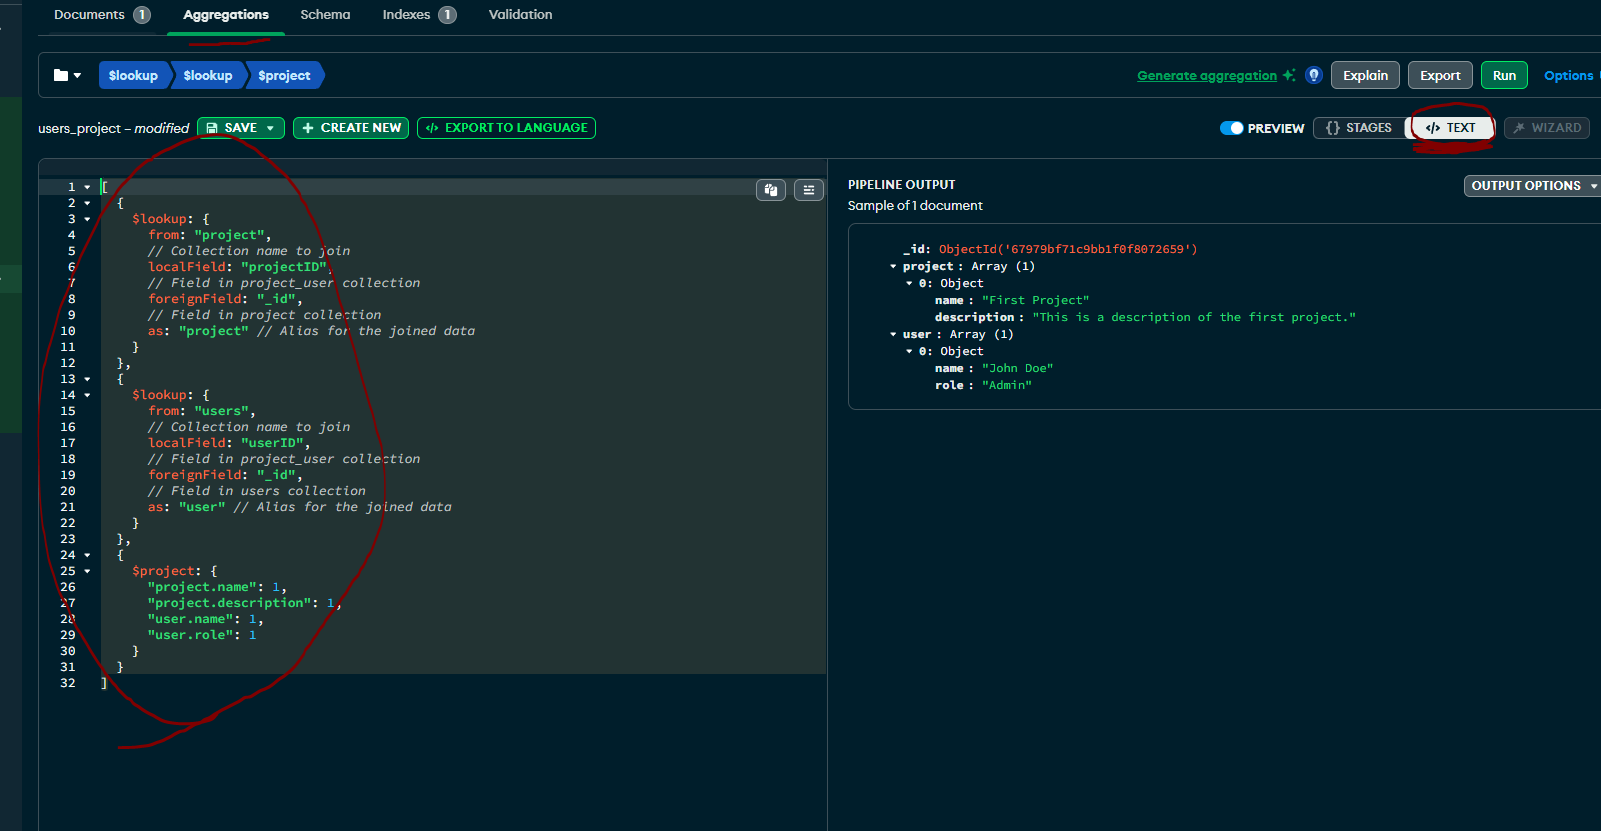 Documents 1 Aggregations Schema Indexes 1 Validation
$lookup $lookup $project Generate aggregation Explain Export Run Options
users_project – modified SAVE CREATE NEW </> EXPORT TO LANGUAGE PREVIEW {} STAGES </> TEXT WIZARD
1 [
2 {
3 $lookup: {
4 from: "project",
5 // Collection name to join
6 localField: "projectID",
7 // Field in project_user collection
8 foreignField: "_id",
9 // Field in project collection
10 as: "project" // Alias for the joined data
11 }
12 },
13 {
14 $lookup: {
15 from: "users",
16 // Collection name to join
17 localField: "userID",
18 // Field in project_user collection
19 foreignField: "_id",
20 // Field in users collection
21 as: "user" // Alias for the joined data
22 }
23 },
24 {
25 $project: {
26 "project.name": 1,
27 "project.description": 1,
28 "user.name": 1,
29 "user.role": 1
30 }
31 }
32 ]
PIPELINE OUTPUT
OUTPUT OPTIONS
Sample of 1 document
_id: ObjectId('67979bf71c9bb1f0f8072659')
project : Array (1)
0: Object
name : "First Project"
description : "This is a description of the first project."
user : Array (1)
0: Object
name : "John Doe"
role : "Admin"